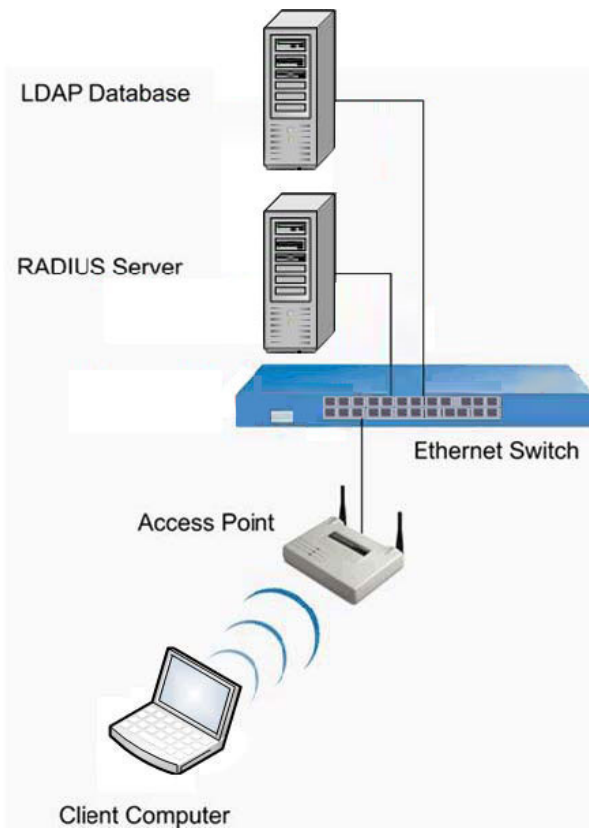 LDAP Database
RADIUS Server
Ethernet Switch
Access Point
Client Computer